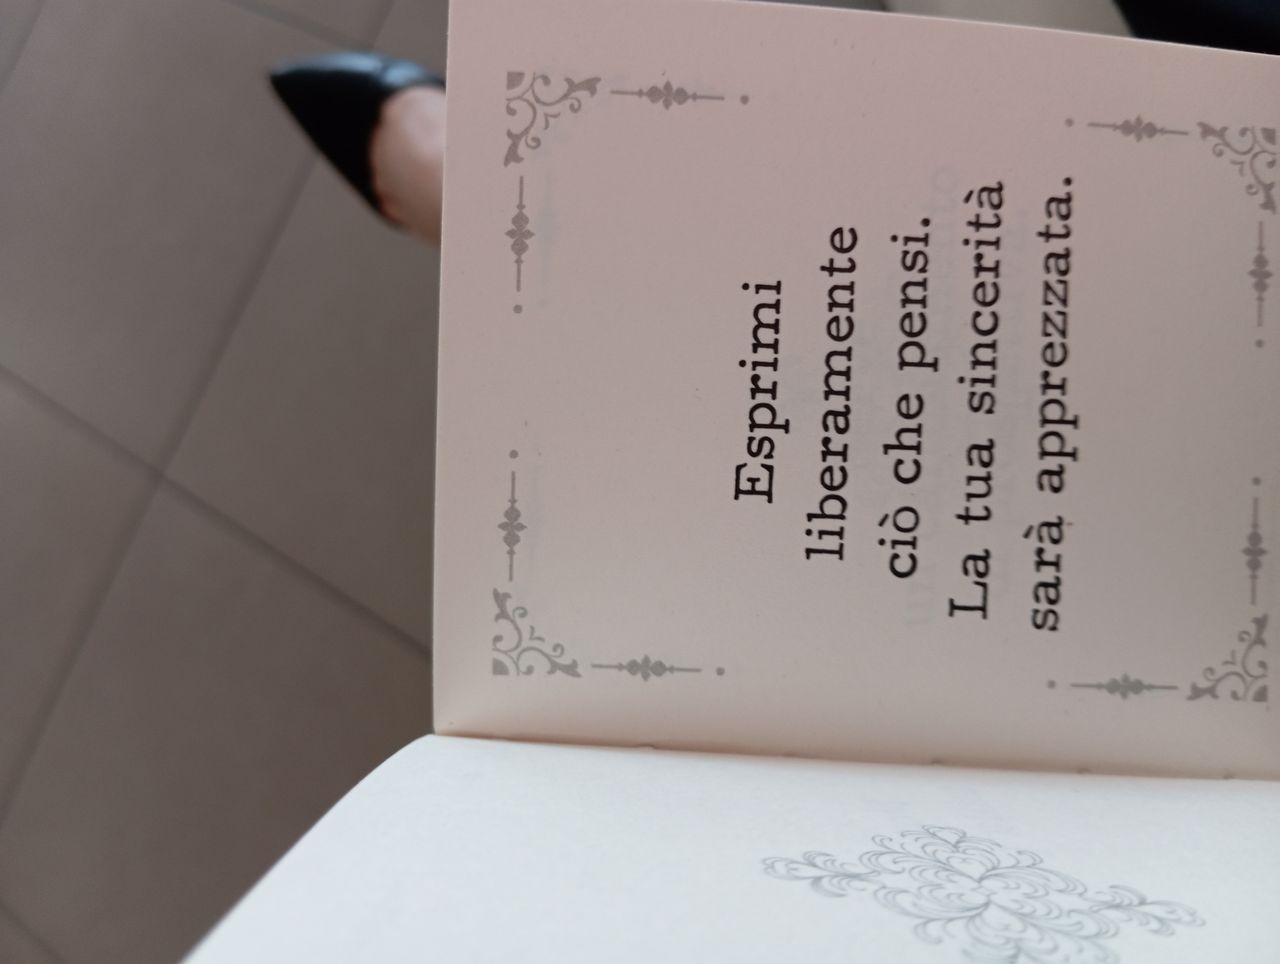 Esprimi
liberamente
ciò che pensi.
La tua sincerità
sarà apprezzata.